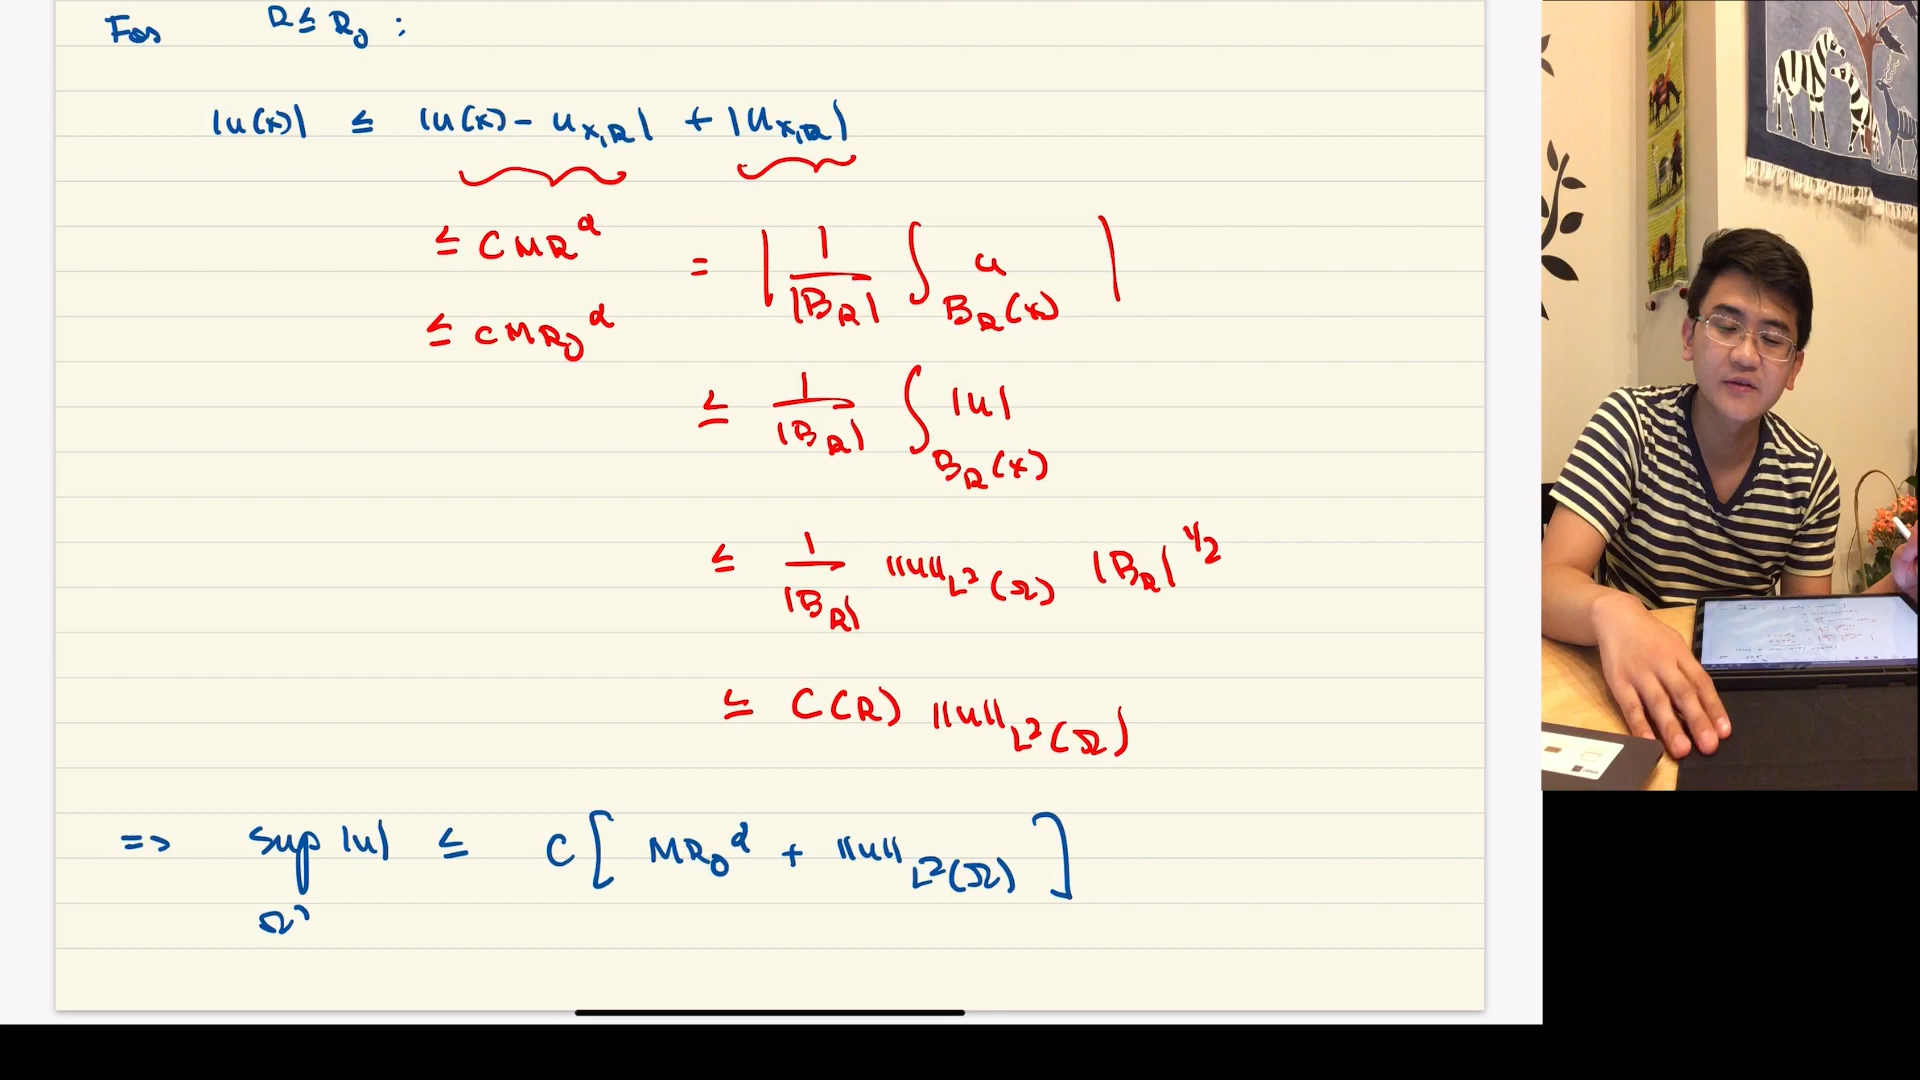 For R ≤ R₀ :
|u(x)| ≤ |u(x) - u_{x,R}| + |u_{x,R}|
≤ CMR^α
= | 1/|B_R| ∫_{B_R(x)} u |
≤ CMR₀^α
≤ 1/|B_R| ∫_{B_R(x)} |u|
≤ 1/|B_R| ||u||_{L²(Ω)} |B_R|^{1/2}
≤ C(R) ||u||_{L²(Ω)}
=> sup_{Ω'} |u| ≤ C [ MR₀^α + ||u||_{L²(Ω)} ]